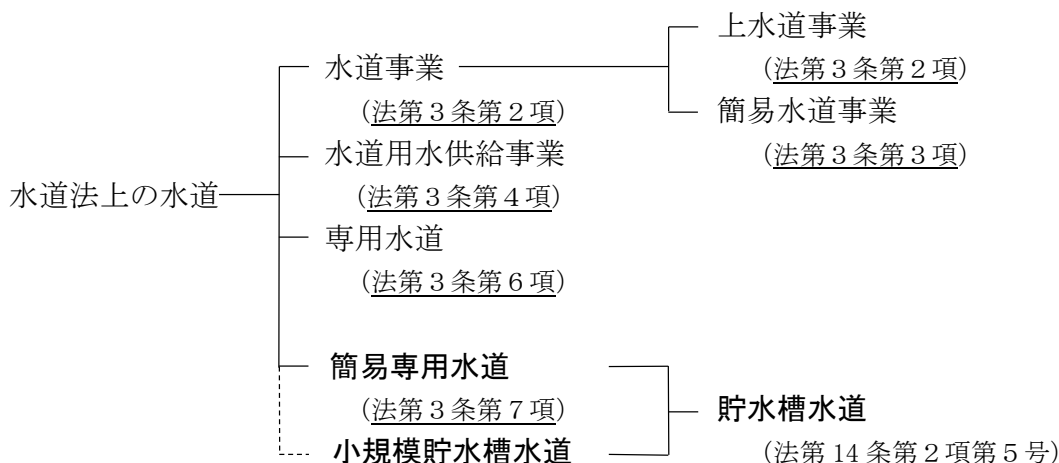 上水道事業
水道事業
(法第3条第2項)
(法第3条第2項)
簡易水道事業
水道用水供給事業
(法第3条第3項)
水道法上の水道
(法第3条第4項)
専用水道
(法第3条第6項)
簡易専用水道
(法第3条第7項)
貯水槽水道
小規模貯水槽水道
(法第14条第2項第5号)